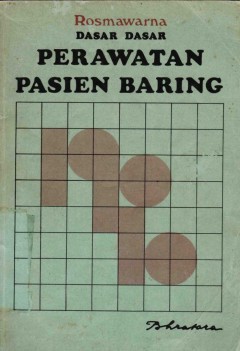 Rosmawarna
DASAR DASAR
PERAWATAN
PASIEN BARING
Bhratara